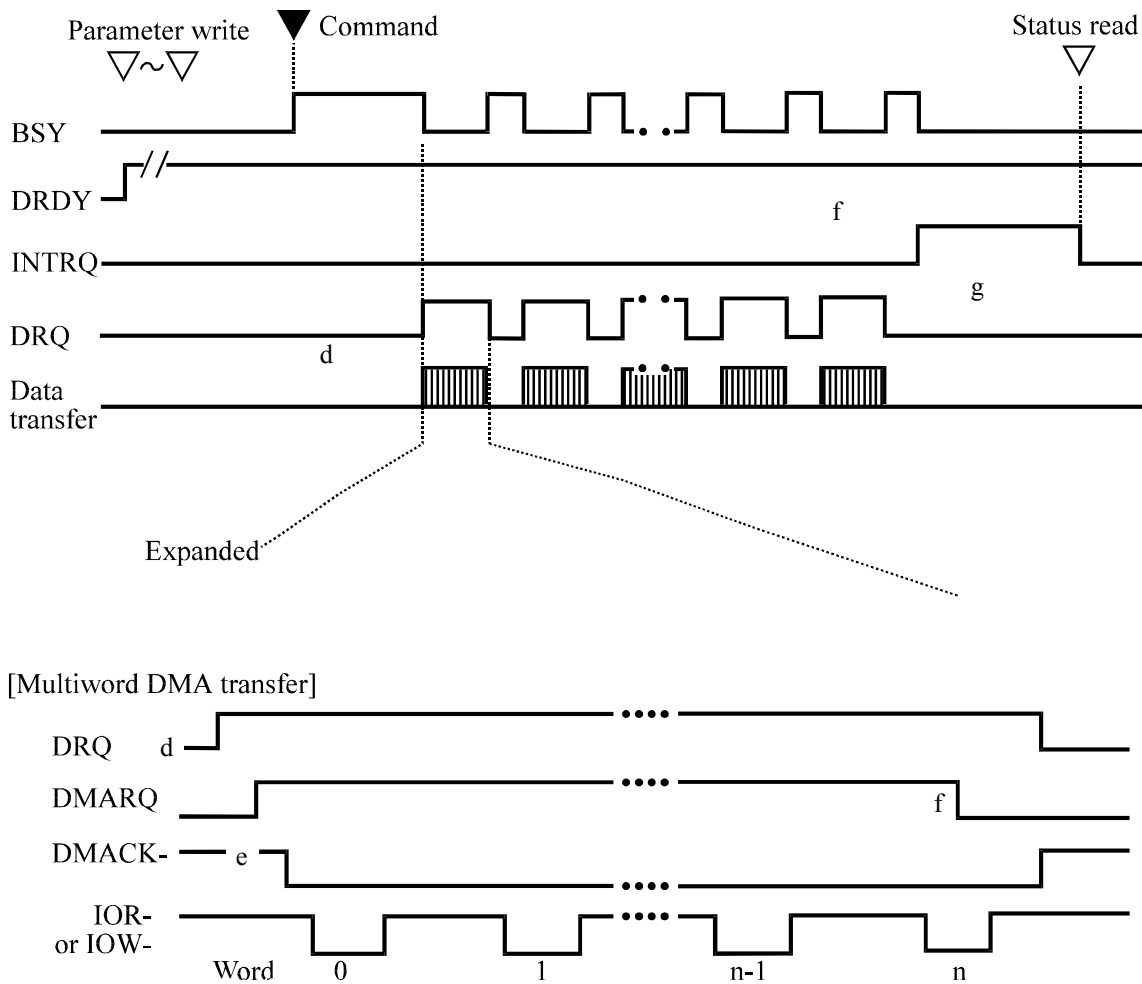 Parameter write
Command
Status read
BSY
DRDY
f
INTRQ
g
DRQ
d
Data
transfer
Expanded
[Multiword DMA transfer]
DRQ d
DMARQ f
DMACK- e
IOR-
or IOW-
Word 0 1 n-1 n